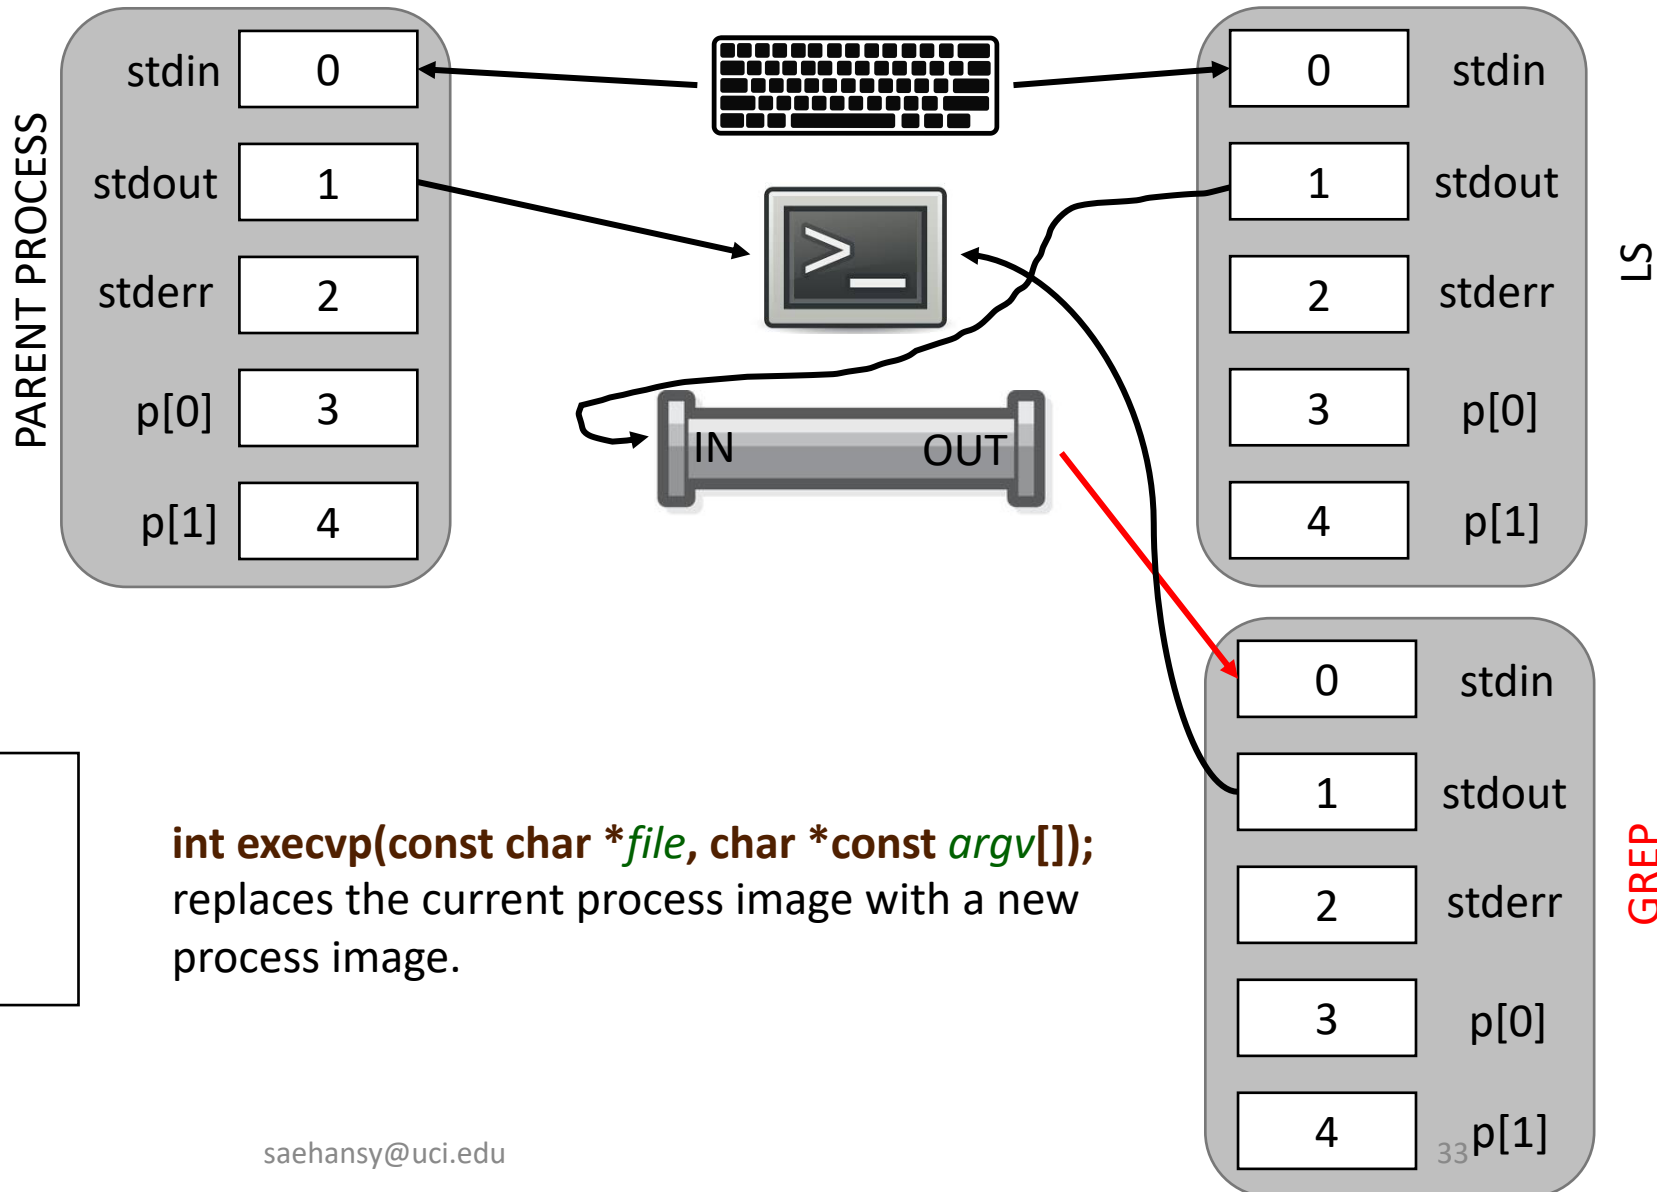 PARENT PROCESS
stdin 0
stdout 1
stderr 2
p[0] 3
p[1] 4
>_
IN OUT
0 stdin
1 stdout
2 stderr
3 p[0]
4 p[1]
LS
0 stdin
1 stdout
2 stderr
3 p[0]
4 p[1]
GREP
int execvp(const char *file, char *const argv[]);
replaces the current process image with a new
process image.
saehansy@uci.edu
33